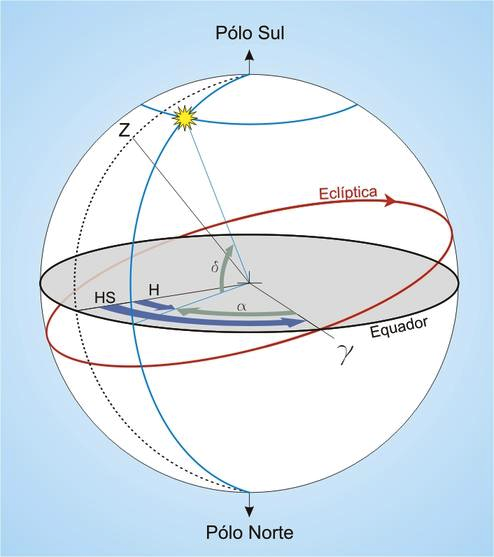 Pólo Sul
Z
Eclíptica
δ
HS
H
α
Equador
γ
Pólo Norte